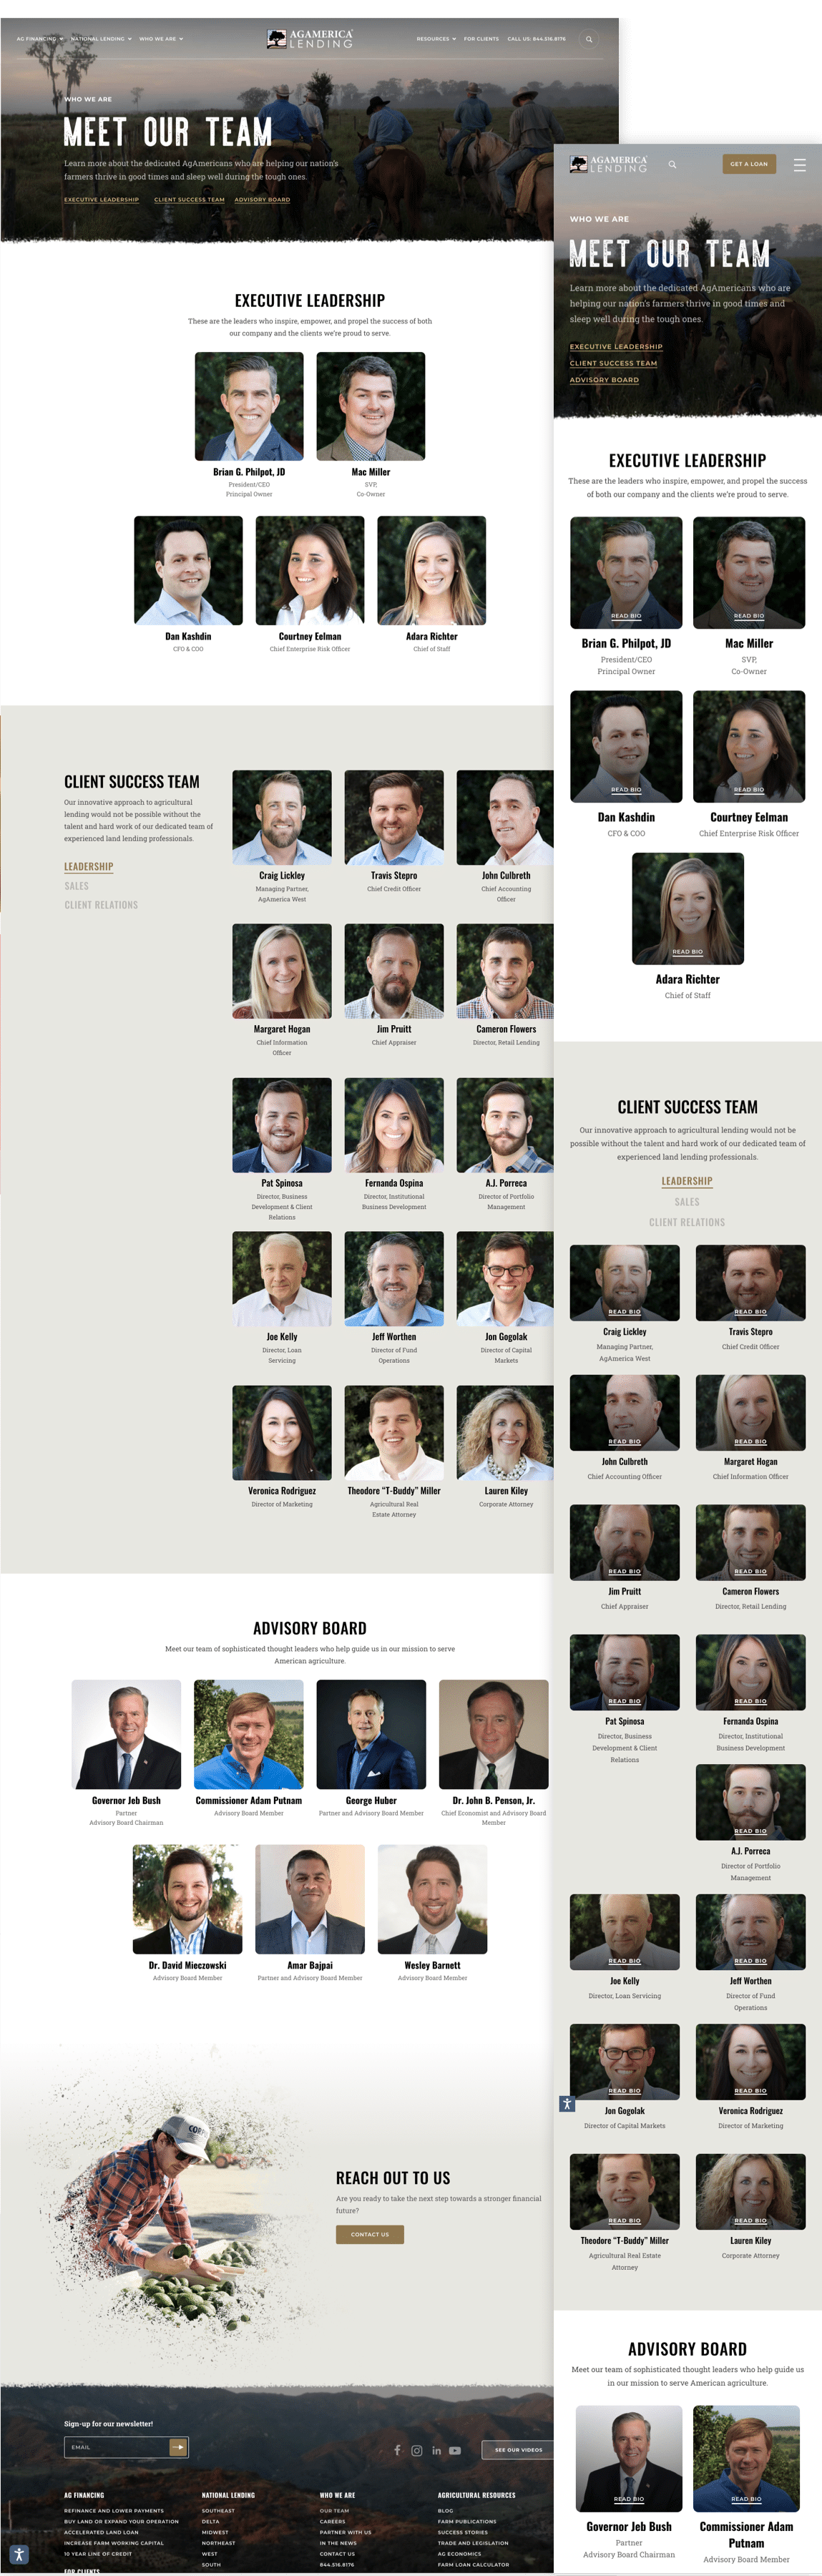 AG FINANCING
NATIONAL LENDING
WHO WE ARE
AGAMERICA
LENDING
RESOURCES
FOR CLIENTS
CALL US: 844.516.8176
WHO WE ARE
MEET OUR TEAM
Learn more about the dedicated AgAmericans who are helping our nation's
farmers thrive in good times and sleep well during the tough ones.
EXECUTIVE LEADERSHIP
CLIENT SUCCESS TEAM
ADVISORY BOARD
EXECUTIVE LEADERSHIP
These are the leaders who inspire, empower, and propel the success of both
our company and the clients we're proud to serve.
Brian G. Philpot, JD
President/CEO
Principal Owner
Mac Miller
SVP,
Co-Owner
Dan Kashdin
CFO & COO
Courtney Eelman
Chief Enterprise Risk Officer
Adara Richter
Chief of Staff
CLIENT SUCCESS TEAM
Our innovative approach to agricultural
lending would not be possible without the
talent and hard work of our dedicated team of
experienced land lending professionals.
LEADERSHIP
SALES
CLIENT RELATIONS
Craig Lickley
Managing Partner,
AgAmerica West
Travis Stepro
Chief Credit Officer
John Culbreth
Chief Accounting
Officer
Margaret Hogan
Chief Information
Officer
Jim Pruitt
Chief Appraiser
Cameron Flowers
Director, Retail Lending
Pat Spinosa
Director, Business
Development & Client
Relations
Fernanda Ospina
Director, Institutional
Business Development
A.J. Porreca
Director of Portfolio
Management
Joe Kelly
Director, Loan
Servicing
Jeff Worthen
Director of Fund
Operations
Jon Gogolak
Director of Capital
Markets
Veronica Rodriguez
Director of Marketing
Theodore “T-Buddy” Miller
Agricultural Real
Estate Attorney
Lauren Kiley
Corporate Attorney
ADVISORY BOARD
Meet our team of sophisticated thought leaders who help guide us in our mission to serve
American agriculture.
Governor Jeb Bush
Partner
Advisory Board Chairman
Commissioner Adam Putnam
Advisory Board Member
George Huber
Partner and Advisory Board Member
Dr. John B. Penson, Jr.
Chief Economist and Advisory Board
Member
Dr. David Mieczowski
Advisory Board Member
Amar Bajpai
Partner and Advisory Board Member
Wesley Barnett
Advisory Board Member
REACH OUT TO US
Are you ready to take the next step towards a stronger financial
future?
CONTACT US
Sign-up for our newsletter!
EMAIL
SEE OUR VIDEOS
AG FINANCING
REFINANCE AND LOWER PAYMENTS
BUY LAND OR EXPAND YOUR OPERATION
ACCELERATED LAND LOAN
INCREASE FARM WORKING CAPITAL
10 YEAR LINE OF CREDIT
FOR CLIENTS
NATIONAL LENDING
SOUTHEAST
DELTA
MIDWEST
NORTHEAST
WEST
SOUTH
WHO WE ARE
OUR TEAM
CAREERS
PARTNER WITH US
IN THE NEWS
CONTACT US
844.516.8176
AGRICULTURAL RESOURCES
BLOG
FARM PUBLICATIONS
SUCCESS STORIES
TRADE AND LEGISLATION
AG ECONOMICS
FARM LOAN CALCULATOR
AGAMERICA
LENDING
GET A LOAN
WHO WE ARE
MEET OUR TEAM
Learn more about the dedicated AgAmericans who are
helping our nation's farmers thrive in good times and
sleep well during the tough ones.
EXECUTIVE LEADERSHIP
CLIENT SUCCESS TEAM
ADVISORY BOARD
EXECUTIVE LEADERSHIP
These are the leaders who inspire, empower, and propel the success
of both our company and the clients we're proud to serve.
READ BIO
Brian G. Philpot, JD
President/CEO
Principal Owner
READ BIO
Mac Miller
SVP,
Co-Owner
READ BIO
Dan Kashdin
CFO & COO
READ BIO
Courtney Eelman
Chief Enterprise Risk Officer
READ BIO
Adara Richter
Chief of Staff
CLIENT SUCCESS TEAM
Our innovative approach to agricultural lending would not be
possible without the talent and hard work of our dedicated team of
experienced land lending professionals.
LEADERSHIP
SALES
CLIENT RELATIONS
READ BIO
Craig Lickley
Managing Partner,
AgAmerica West
READ BIO
Travis Stepro
Chief Credit Officer
READ BIO
John Culbreth
Chief Accounting Officer
READ BIO
Margaret Hogan
Chief Information Officer
READ BIO
Jim Pruitt
Chief Appraiser
READ BIO
Cameron Flowers
Director, Retail Lending
READ BIO
Pat Spinosa
Director, Business
Development & Client
Relations
READ BIO
Fernanda Ospina
Director, Institutional
Business Development
READ BIO
A.J. Porreca
Director of Portfolio
Management
READ BIO
Joe Kelly
Director, Loan Servicing
READ BIO
Jeff Worthen
Director of Fund
Operations
READ BIO
Jon Gogolak
Director of Capital Markets
READ BIO
Veronica Rodriguez
Director of Marketing
READ BIO
Theodore “T-Buddy” Miller
Agricultural Real Estate
Attorney
READ BIO
Lauren Kiley
Corporate Attorney
ADVISORY BOARD
Meet our team of sophisticated thought leaders who help guide us
in our mission to serve American agriculture.
READ BIO
Governor Jeb Bush
Partner
Advisory Board Chairman
READ BIO
Commissioner Adam
Putnam
Advisory Board Member